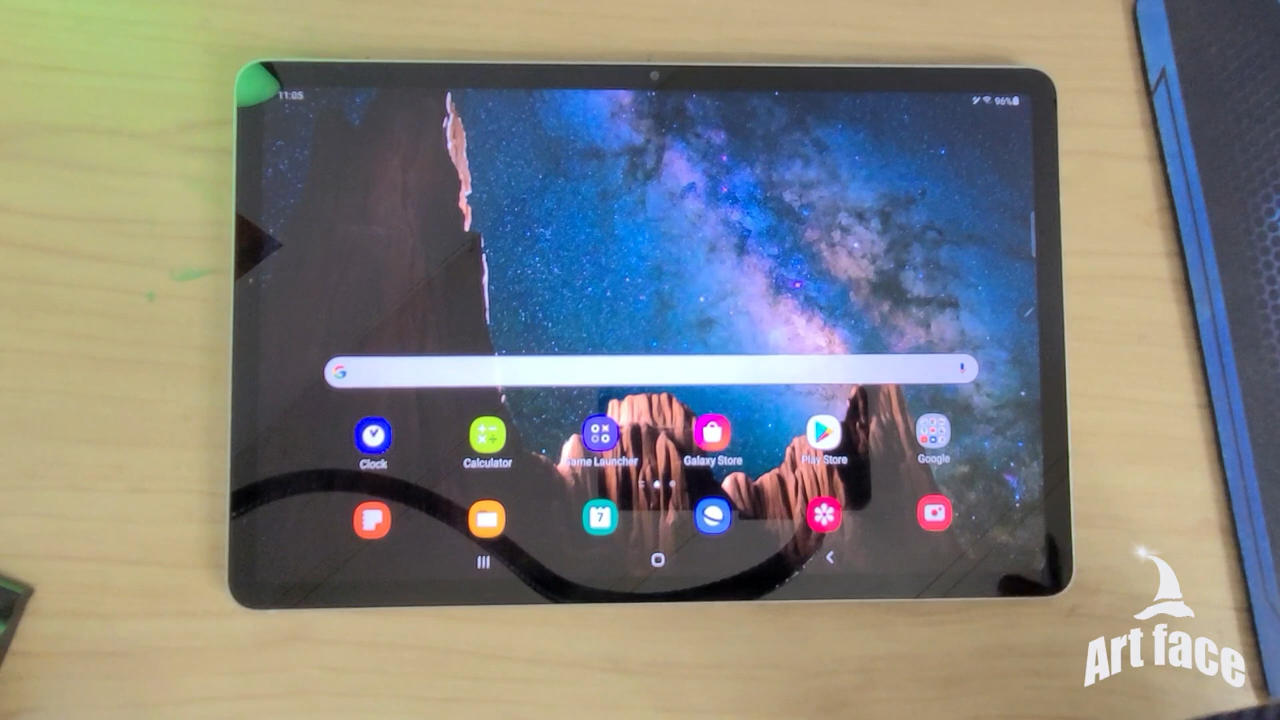 11:05
96%
Clock
Calculator
Game Launcher
Galaxy Store
Play Store
Google
7
Art face